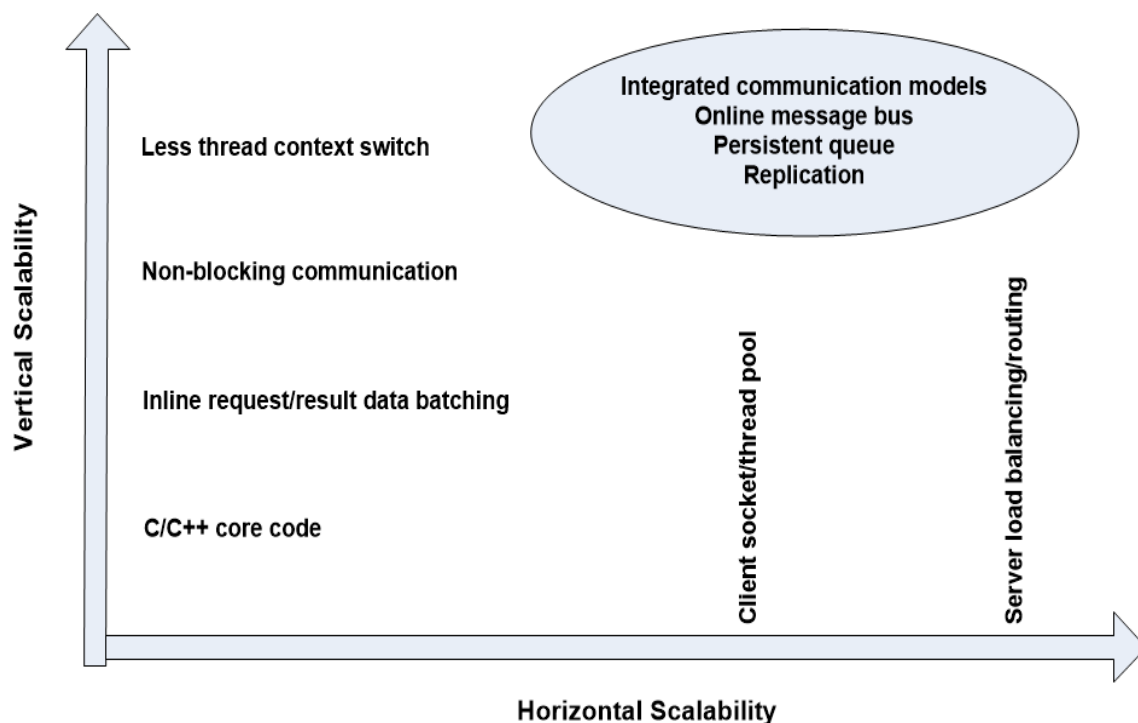 Integrated communication models
Online message bus
Persistent queue
Replication
Less thread context switch
Non-blocking communication
Inline request/result data batching
C/C++ core code
Vertical Scalability
Client socket/thread pool
Server load balancing/routing
Horizontal Scalability